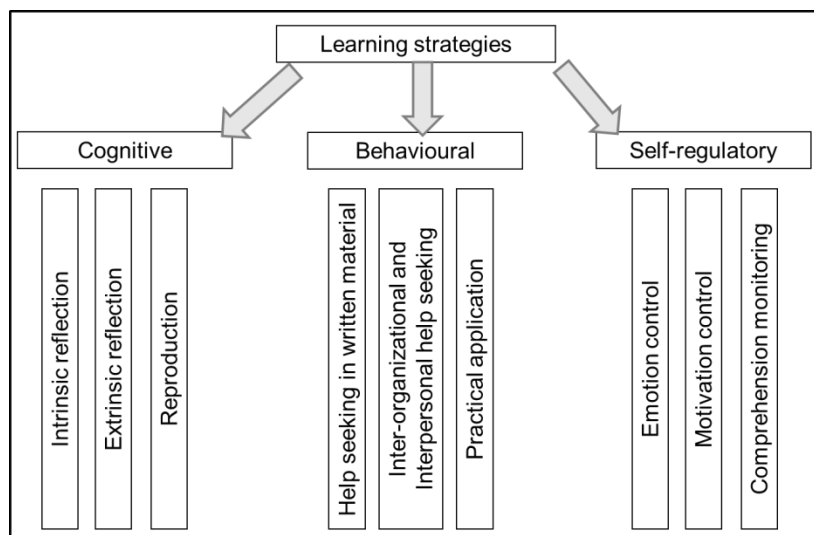 Learning strategies
Cognitive
Behavioural
Self-regulatory
Intrinsic reflection
Extrinsic reflection
Reproduction
Help seeking in written material
Inter-organizational and
Interpersonal help seeking
Practical application
Emotion control
Motivation control
Comprehension monitoring